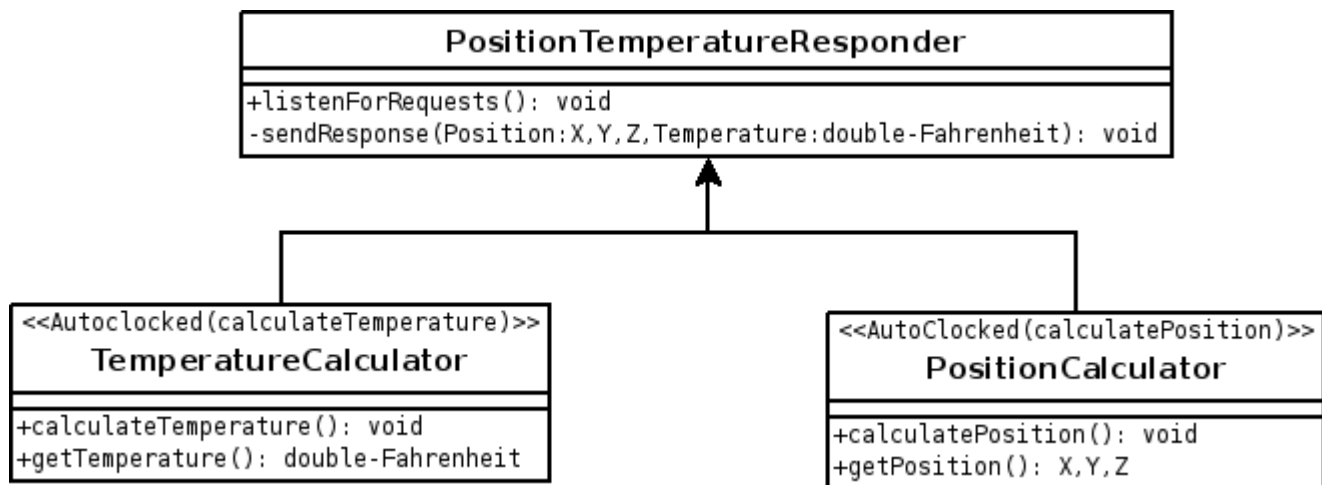 PositionTemperatureResponder
+listenForRequests(): void
-sendResponse(Position:X,Y,Z,Temperature:double-Fahrenheit): void
<<Autoclocked(calculateTemperature)>>
TemperatureCalculator
+calculateTemperature(): void
+getTemperature(): double-Fahrenheit
<<AutoClocked(calculatePosition)>>
PositionCalculator
+calculatePosition(): void
+getPosition(): X,Y,Z